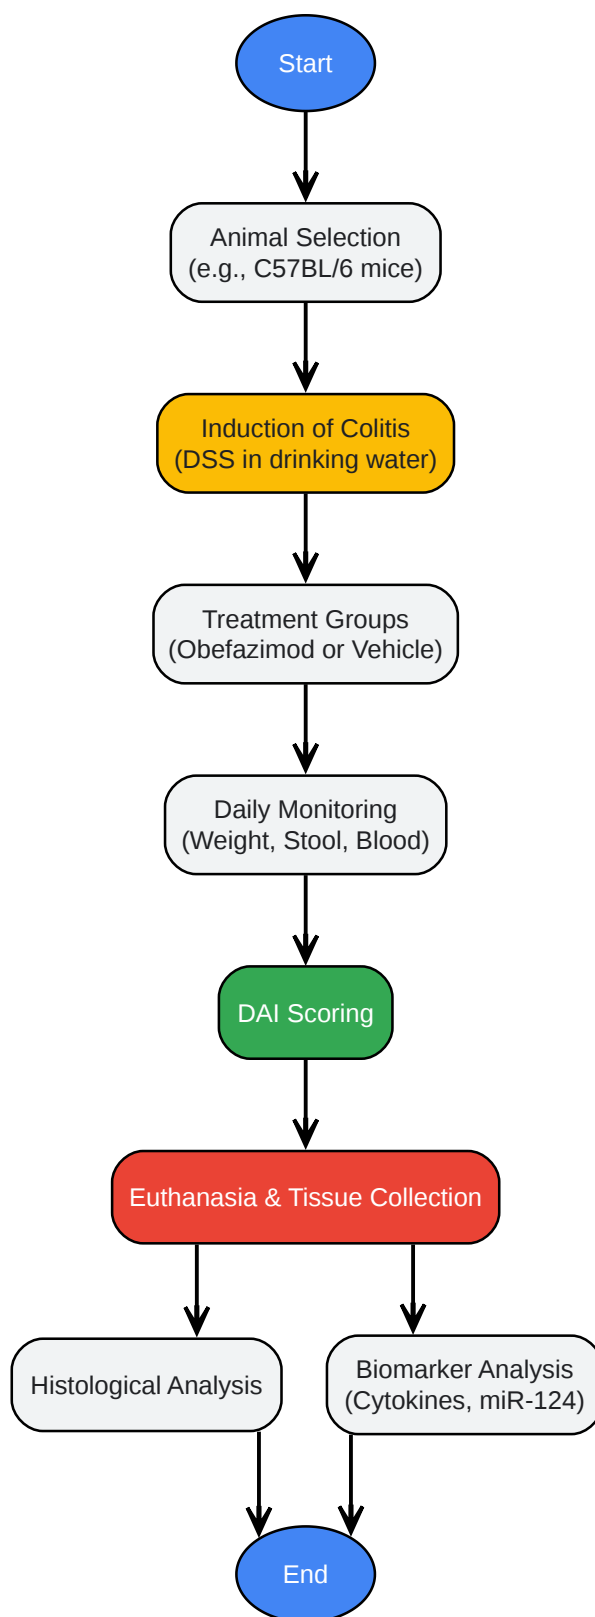 Start
Animal Selection
(e.g., C57BL/6 mice)
Induction of Colitis
(DSS in drinking water)
Treatment Groups
(Obefazimod or Vehicle)
Daily Monitoring
(Weight, Stool, Blood)
DAI Scoring
Euthanasia & Tissue Collection
Histological Analysis
Biomarker Analysis
(Cytokines, miR-124)
End